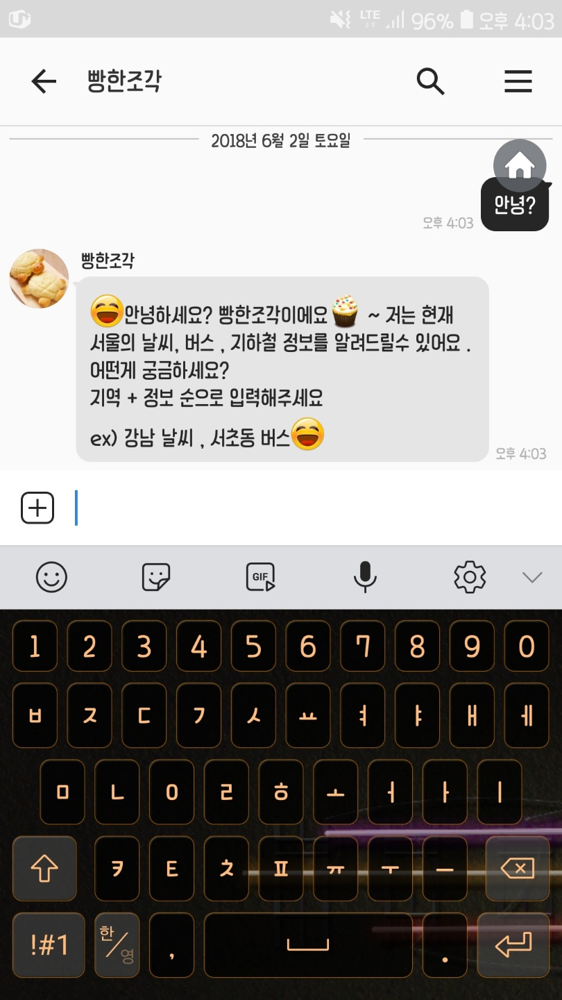 U+ LTE 96% 오후 4:03
빵한조각
2018년 6월 2일 토요일
안녕?
오후 4:03
빵한조각
😄안녕하세요? 빵한조각이에요🧁 ~ 저는 현재
서울의 날씨, 버스 , 지하철 정보를 알려드릴수 있어요 .
어떤게 궁금하세요?
지역 + 정보 순으로 입력해주세요
ex) 강남 날씨 , 서초동 버스😄
오후 4:03
GIF
1 2 3 4 5 6 7 8 9 0
ㅂ ㅈ ㄷ ㄱ ㅅ ㅛ ㅕ ㅑ ㅐ ㅔ
ㅁ ㄴ ㅇ ㄹ ㅎ ㅗ ㅓ ㅏ ㅣ
ㅋ ㅌ ㅊ ㅍ ㅠ ㅜ ㅡ
!#1 한/영 , .